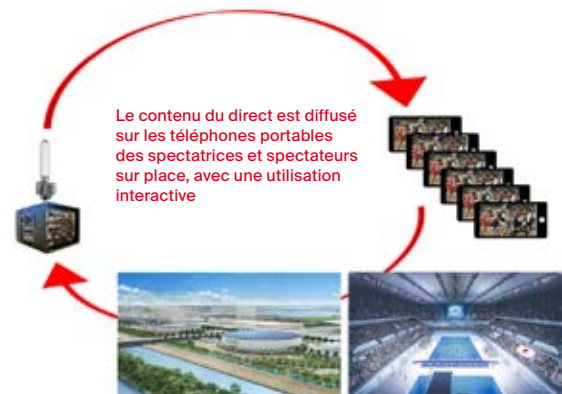 Le contenu du direct est diffusé
sur les téléphones portables
des spectatrices et spectateurs
sur place, avec une utilisation
interactive